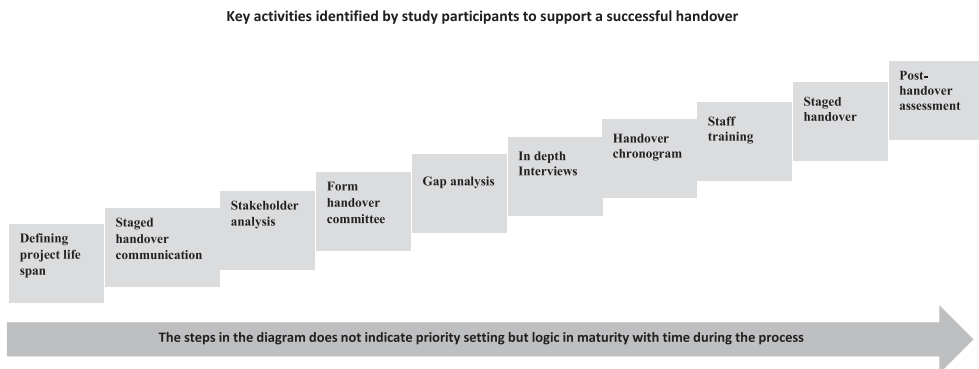 Key activities identified by study participants to support a successful handover
Defining
project life
span
Staged
handover
communication
Stakeholder
analysis
Form
handover
committee
Gap analysis
In depth
Interviews
Handover
chronogram
Staff
training
Staged
handover
Post-
handover
assessment
The steps in the diagram does not indicate priority setting but logic in maturity with time during the process